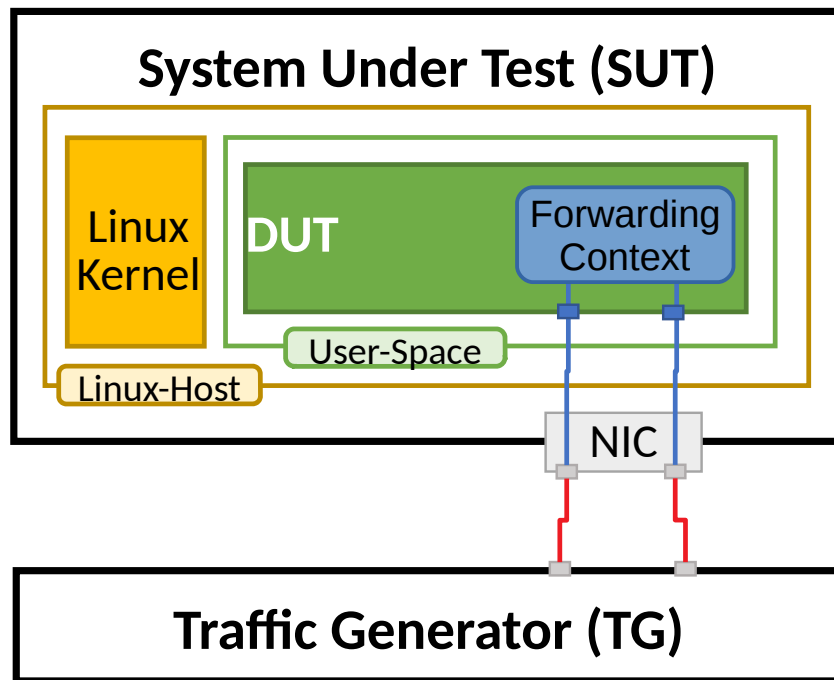 System Under Test (SUT)
Linux
Kernel
DUT
Forwarding
Context
User-Space
Linux-Host
NIC
Traffic Generator (TG)